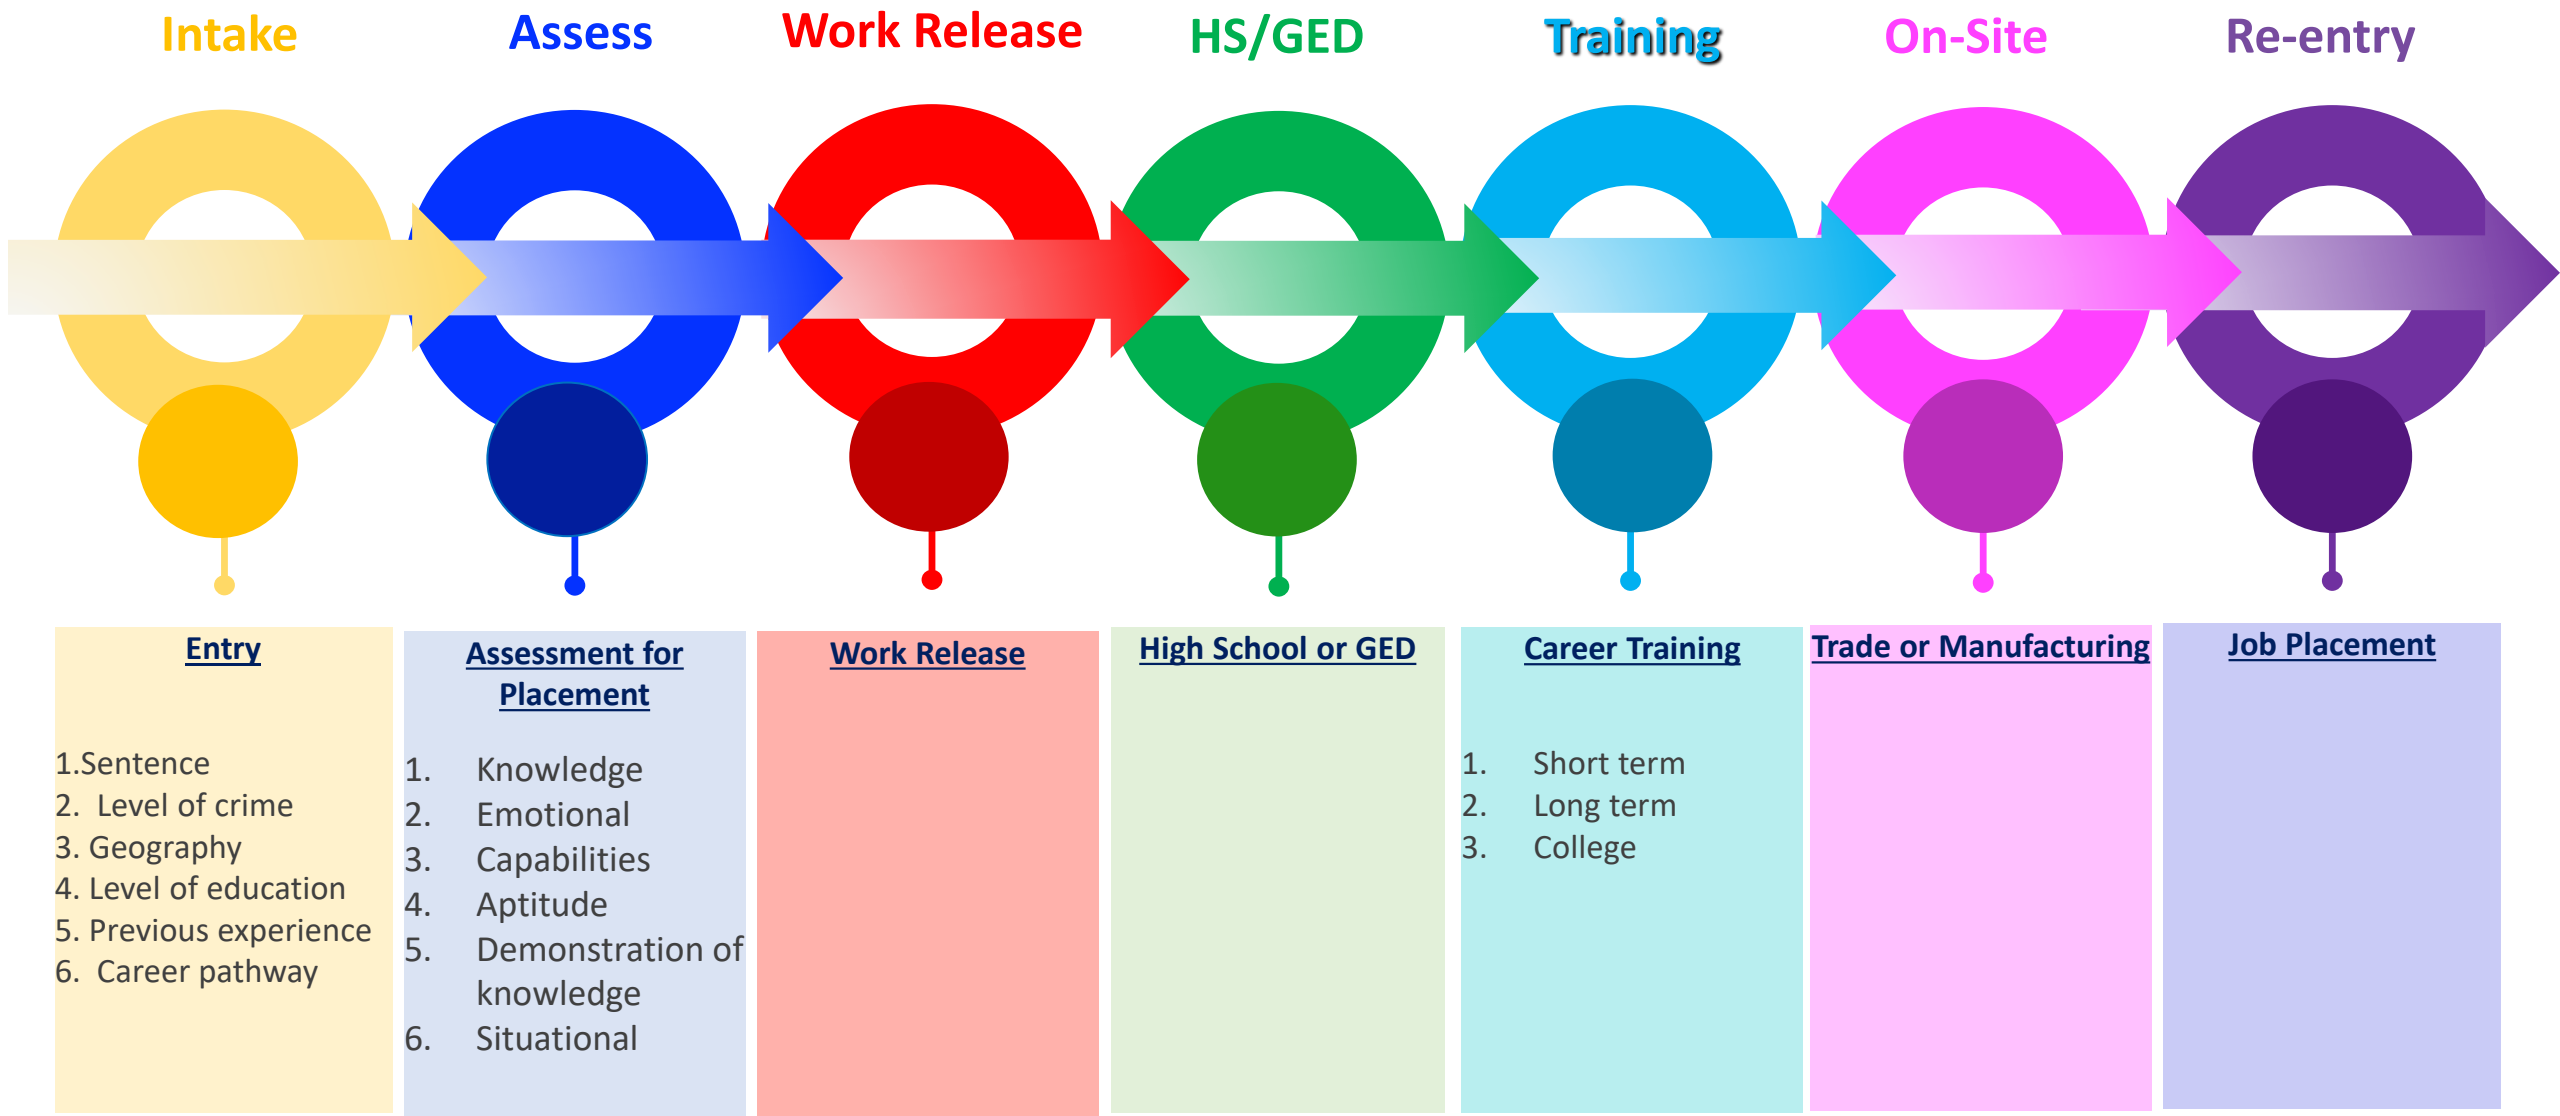 Intake
Assess
Work Release
HS/GED
Training
On-Site
Re-entry
Entry
1.Sentence
2. Level of crime
3. Geography
4. Level of education
5. Previous experience
6. Career pathway
Assessment for
Placement
1. Knowledge
2. Emotional
3. Capabilities
4. Aptitude
5. Demonstration of
knowledge
6. Situational
Work Release
High School or GED
Career Training
1. Short term
2. Long term
3. College
Trade or Manufacturing
Job Placement